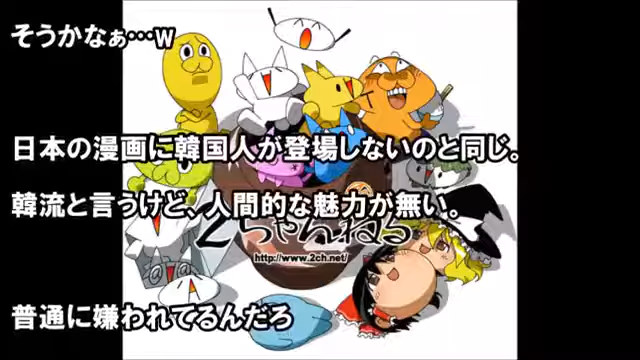 そうかなぁ…w
日本の漫画に韓国人が登場しないのと同じ。
韓流と言うけど、人間的な魅力が無い。
2ちゃんねる
http://www.2ch.net/
普通に嫌われてるんだろ